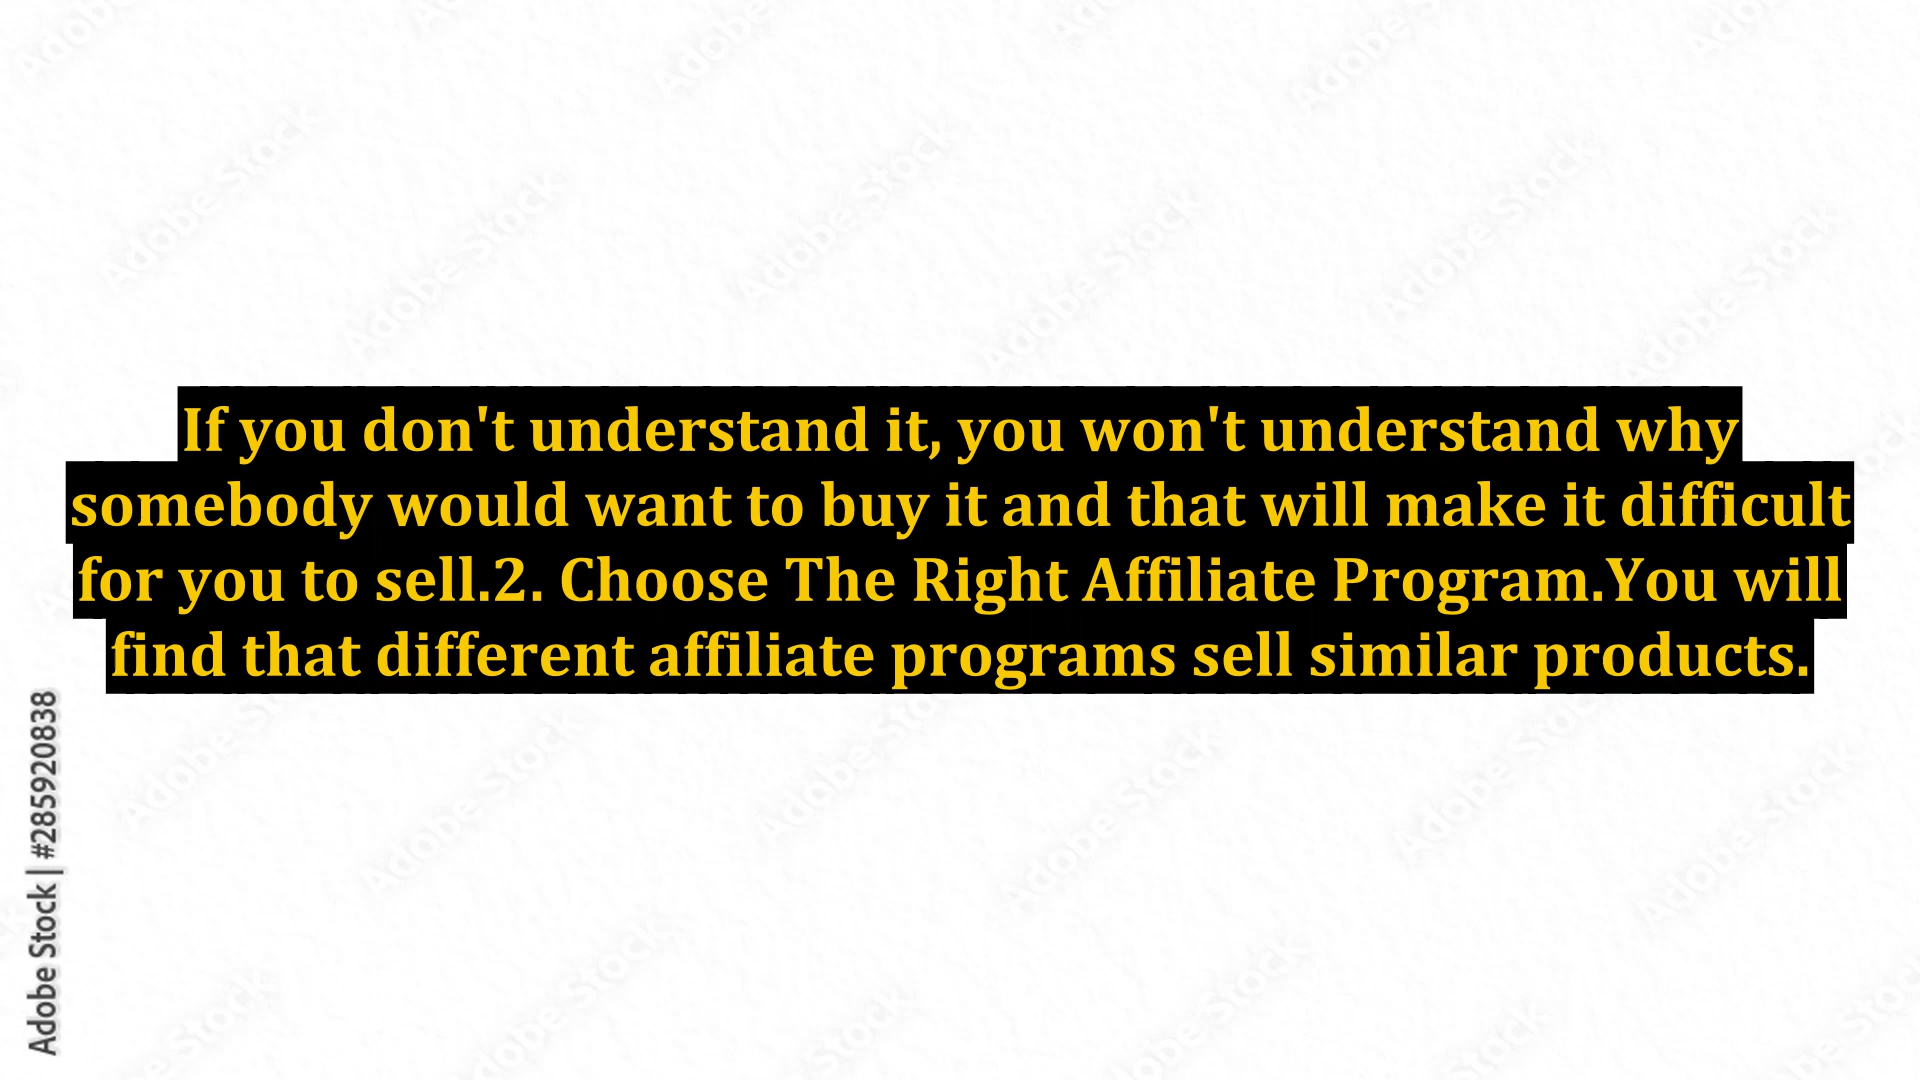 If you don't understand it, you won't understand why
somebody would want to buy it and that will make it difficult
for you to sell.2. Choose The Right Affiliate Program.You will
find that different affiliate programs sell similar products.
Adobe Stock | #285920838